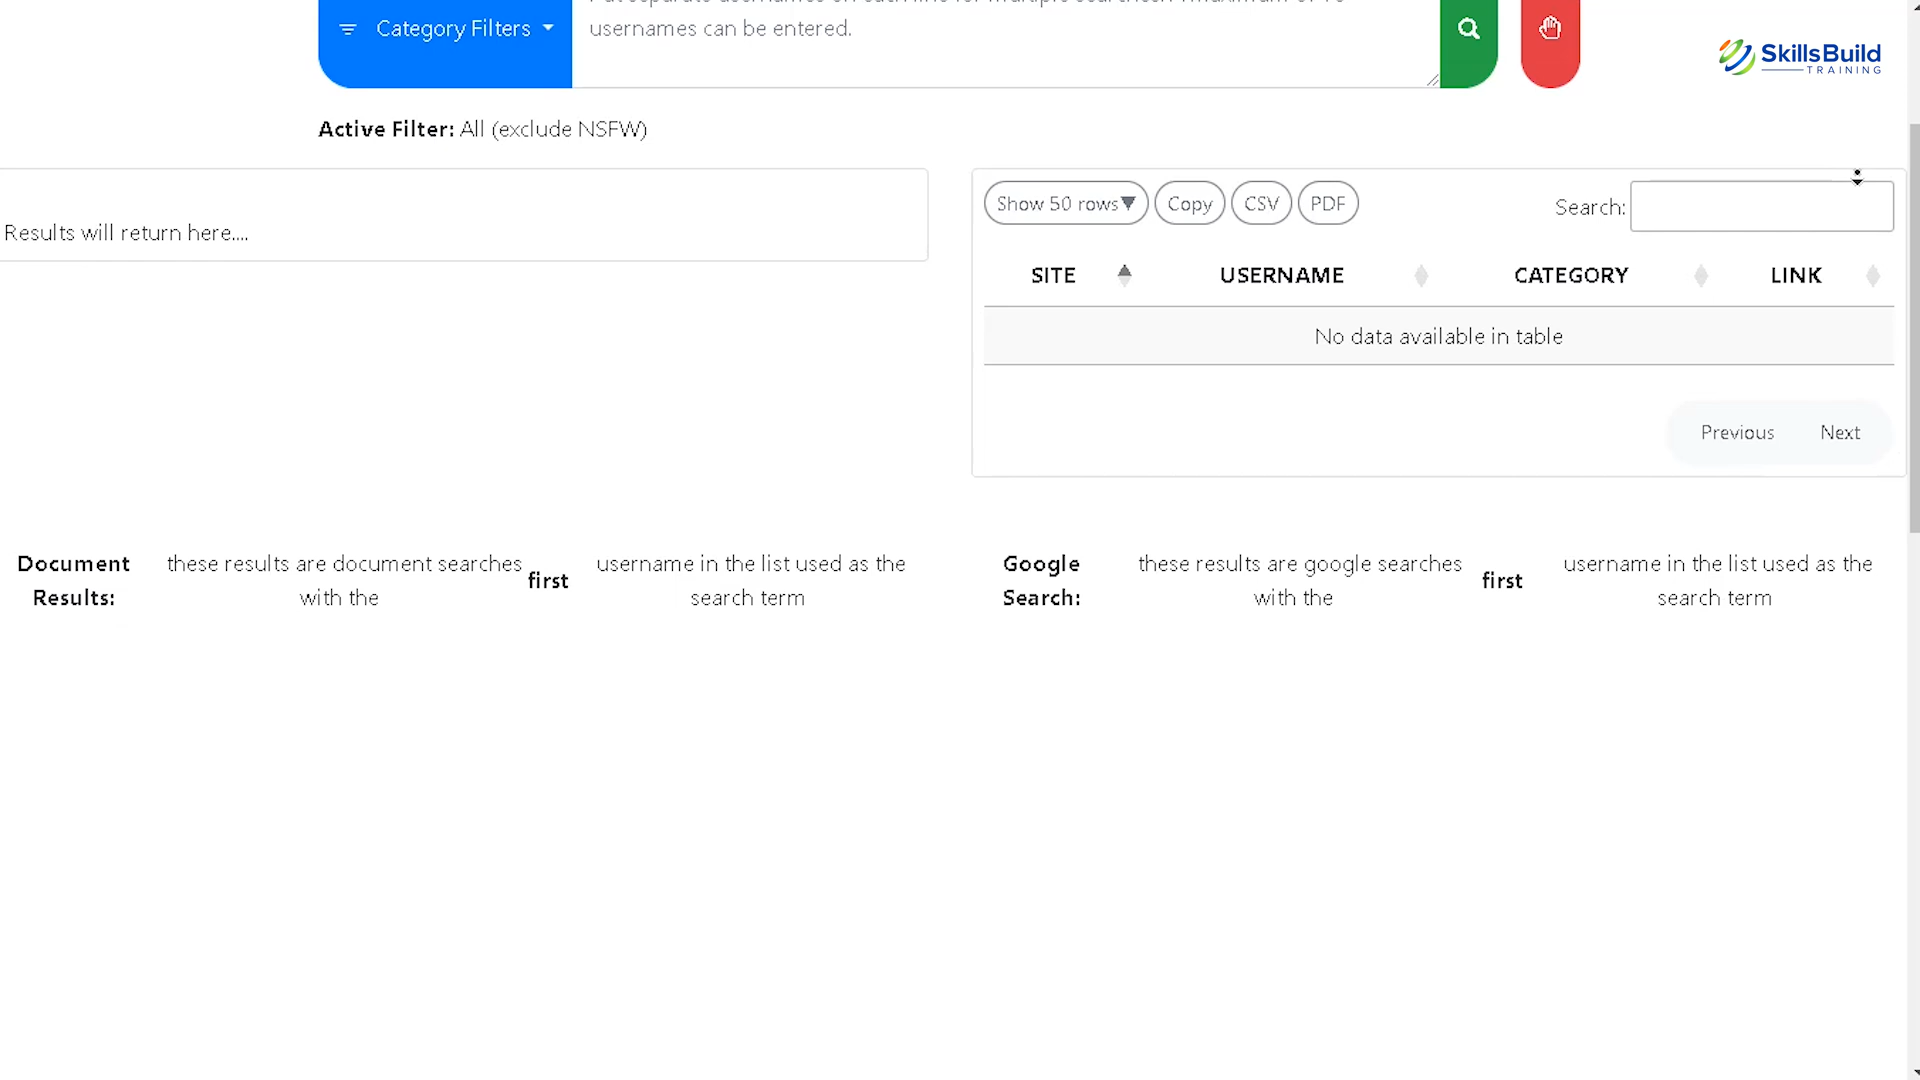 Category Filters
usernames can be entered.
SkillsBuild
TRAINING
Active Filter: All (exclude NSFW)
Results will return here....
Show 50 rows▼ Copy CSV PDF
Search:
SITE USERNAME CATEGORY LINK
No data available in table
Previous Next
Document Results:
these results are document searches
with the
first
username in the list used as the
search term
Google
Search:
these results are google searches
with the
first
username in the list used as the
search term